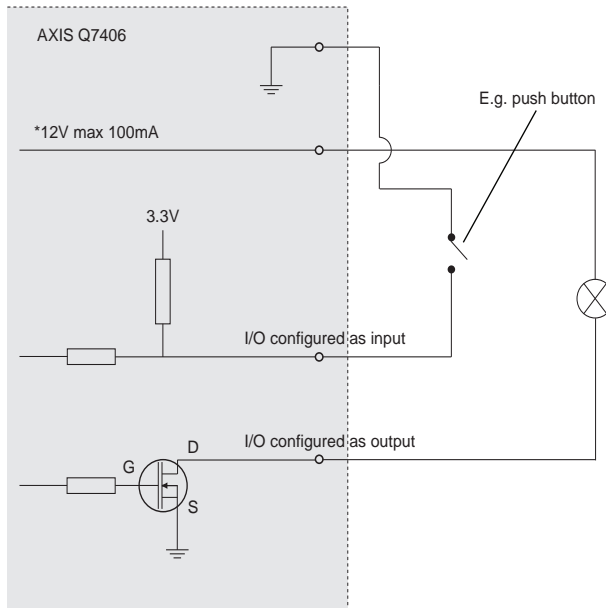 AXIS Q7406
E.g. push button
*12V max 100mA
3.3V
I/O configured as input
I/O configured as output
D
G
S